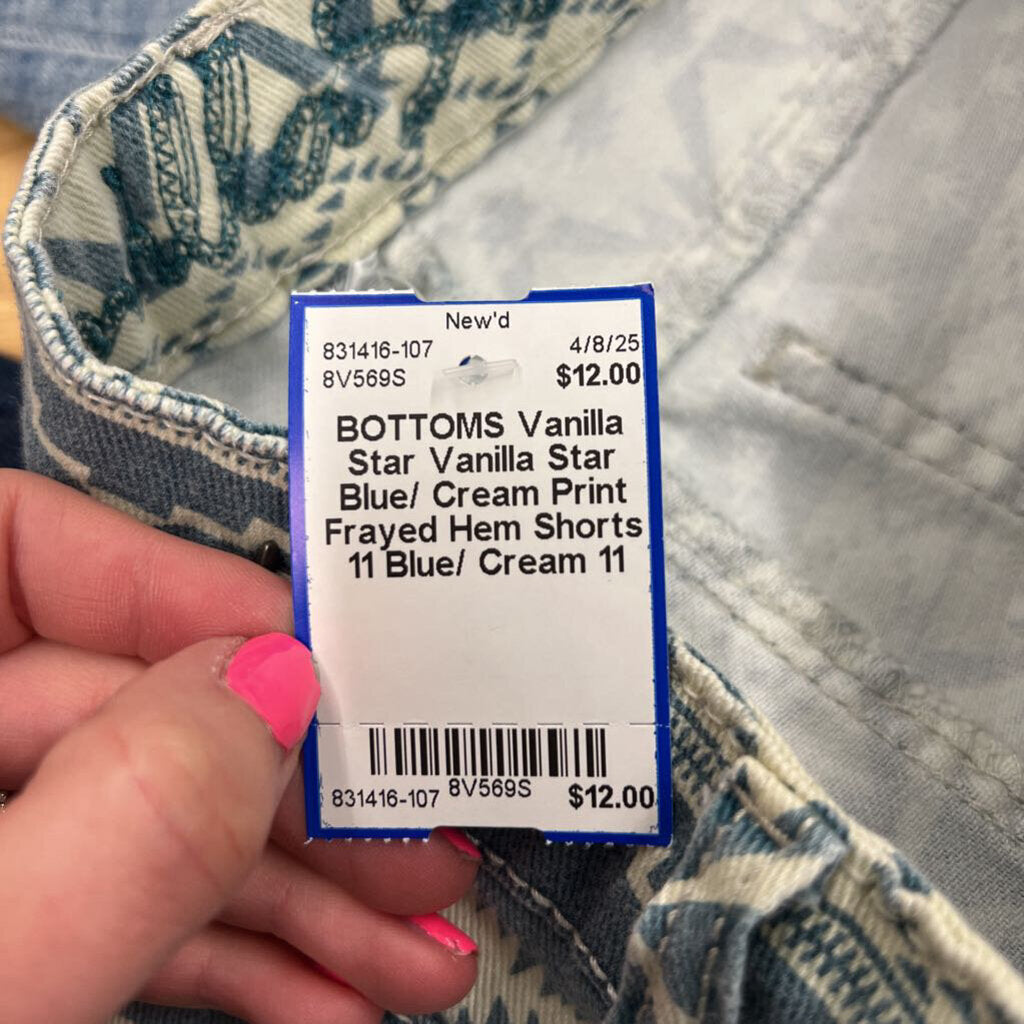 New'd
831416-107 4/8/25
8V569S $12.00
BOTTOMS Vanilla
Star Vanilla Star
Blue/ Cream Print
Frayed Hem Shorts
11 Blue/ Cream 11
831416-107 8V569S $12.00